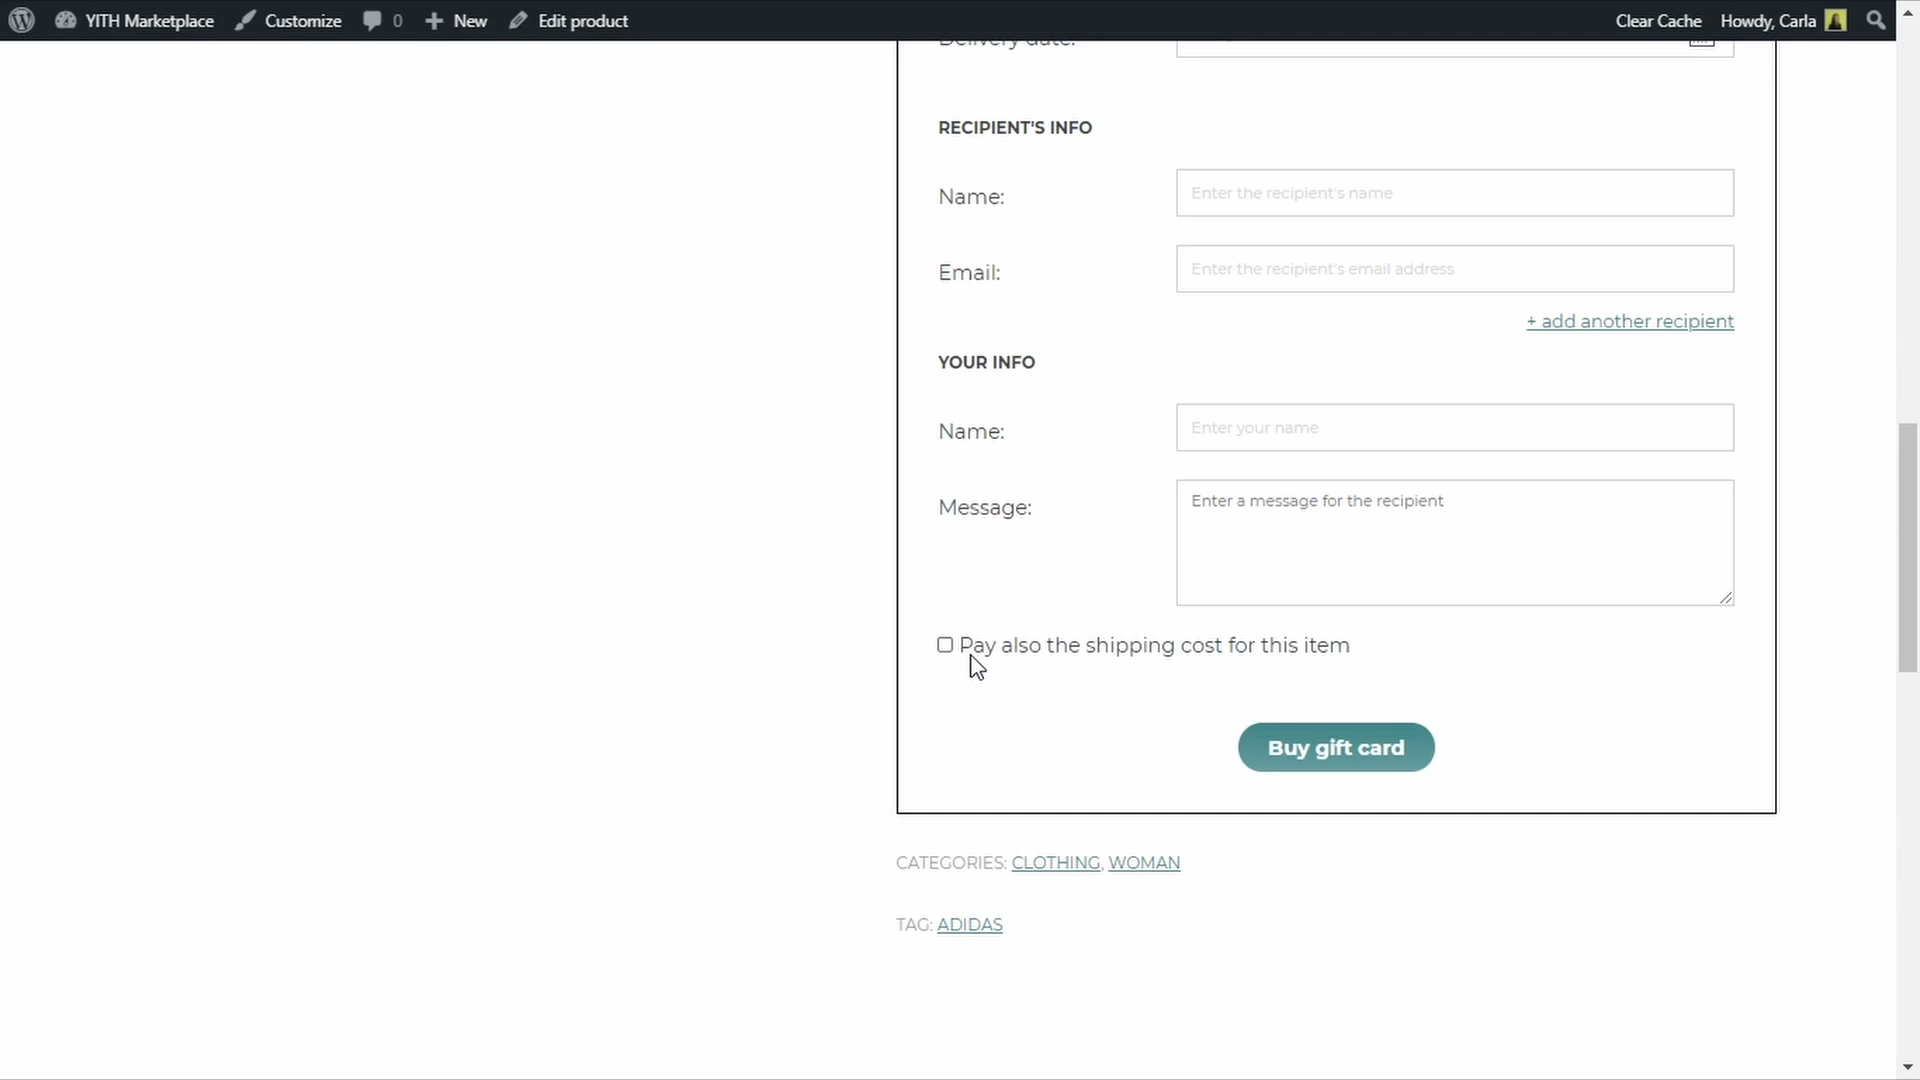 YITH Marketplace Customize 0 New Edit product Clear Cache Howdy, Carla
Delivery date:
RECIPIENT'S INFO
Name: Enter the recipient's name
Email: Enter the recipient's email address
+ add another recipient
YOUR INFO
Name: Enter your name
Message: Enter a message for the recipient
Pay also the shipping cost for this item
Buy gift card
CATEGORIES: CLOTHING, WOMAN
TAG: ADIDAS